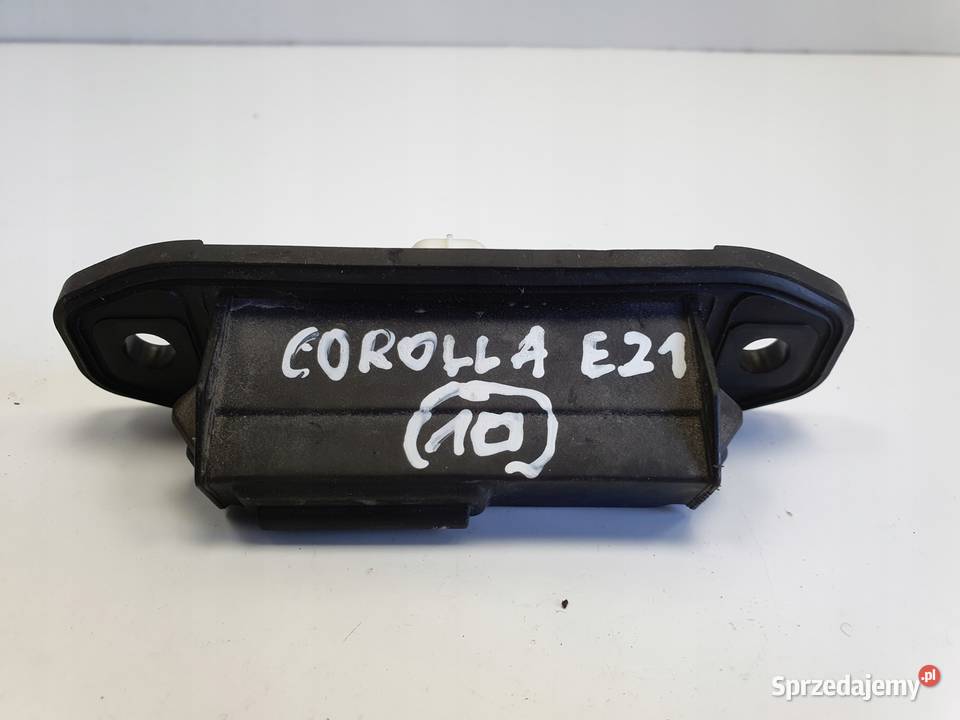 COROLLA E21
(10)
Sprzedajemy.pl